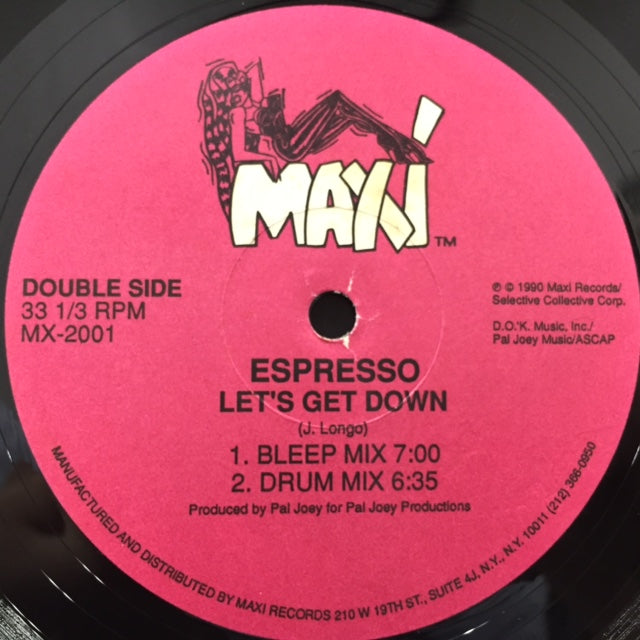 MAXI
TM
DOUBLE SIDE
33 1/3 RPM
MX-2001
℗ © 1990 Maxi Records/
Selective Collective Corp.
D.O.'K. Music, Inc./
Pal Joey Music/ASCAP
ESPRESSO
LET'S GET DOWN
(J. Longo)
1. BLEEP MIX 7:00
2. DRUM MIX 6:35
Produced by Pal Joey for Pal Joey Productions
MANUFACTURED AND DISTRIBUTED BY MAXI RECORDS 210 W 19TH ST., SUITE 4J, N.Y., N.Y. 10011 (212) 366-0950